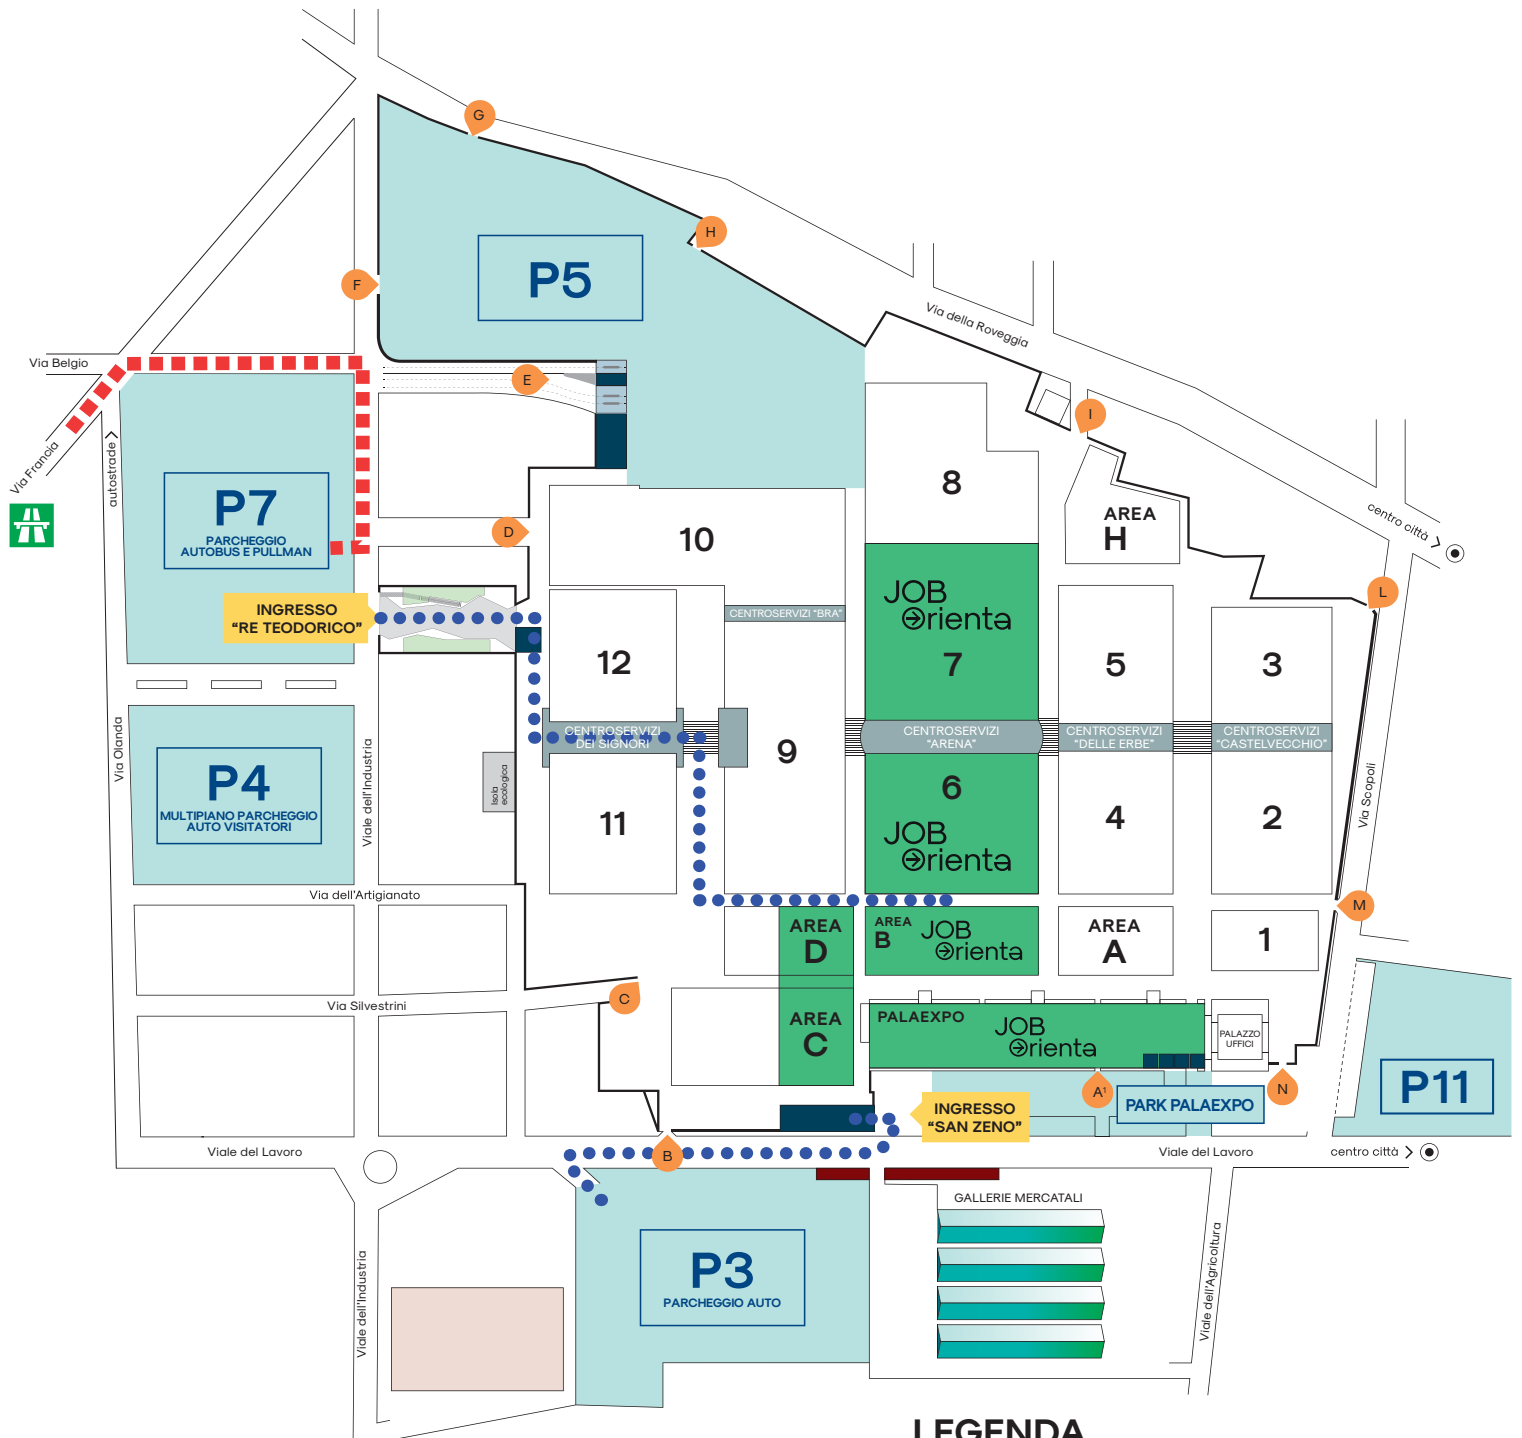 G
H
P5
F
Via della Roveggia
Via Belgio
E
I
Via Francia
autostrade
P7
PARCHEGGIO
AUTOBUS E PULLMAN
D
8
AREA
H
centro città
10
INGRESSO
"RE TEODORICO"
CENTROSERVIZI "BRA"
JOB
Orienta
7
L
12
5
3
Via Olanda
P4
MULTIPIANO PARCHEGGIO
AUTO VISITATORI
Viale dell'Industria
Isola
ecologica
CENTROSERVIZI
DEI SIGNORI
9
CENTROSERVIZI
"ARENA"
CENTROSERVIZI
"DELLE ERBE"
CENTROSERVIZI
"CASTELVECCHIO"
11
6
JOB
Orienta
4
2
Via Scopoli
Via dell'Artigianato
M
AREA
D
AREA
B
JOB
Orienta
AREA
A
1
Via Silvestrini
C
AREA
C
PALAEXPO
JOB
Orienta
PALAZZO
UFFICI
A¹
PARK PALAEXPO
N
P11
INGRESSO
"SAN ZENO"
Viale del Lavoro
B
Viale del Lavoro
centro città
GALLERIE MERCATALI
P3
PARCHEGGIO AUTO
Viale dell'Industria
Viale dell'Agricoltura
LEGENDA